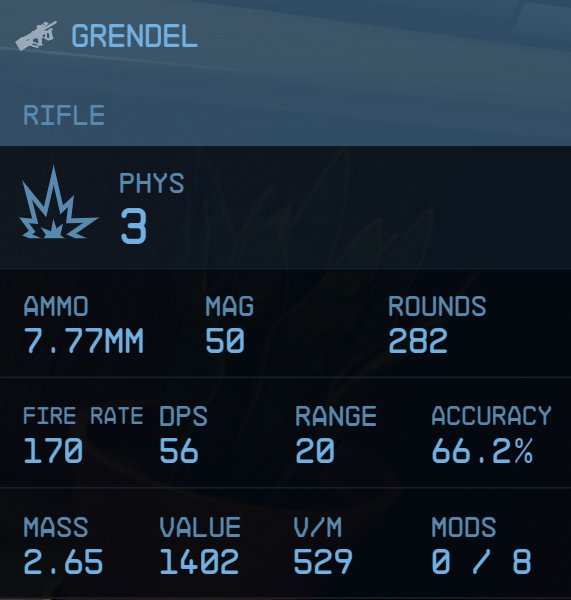 GRENDEL
RIFLE
PHYS
3
AMMO MAG ROUNDS
7.77MM 50 282
FIRE RATE DPS RANGE ACCURACY
170 56 20 66.2%
MASS VALUE V/M MODS
2.65 1402 529 0 / 8